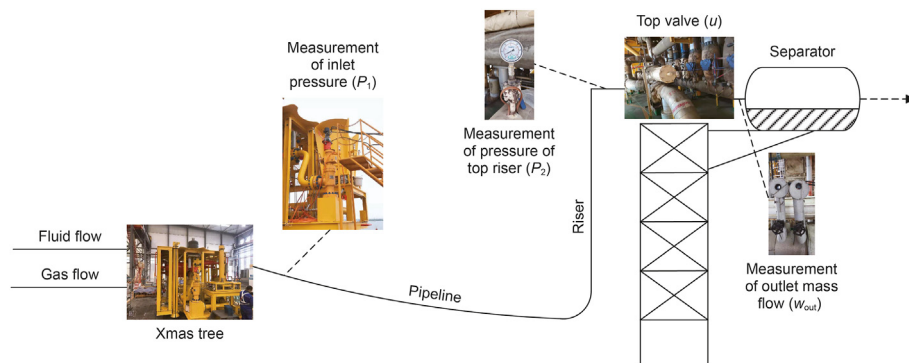 Measurement
of inlet
pressure (P1)
Top valve (u)
Separator
Measurement
of pressure of
top riser (P2)
Riser
Fluid flow
Gas flow
Pipeline
Xmas tree
Measurement
of outlet mass
flow (wout)